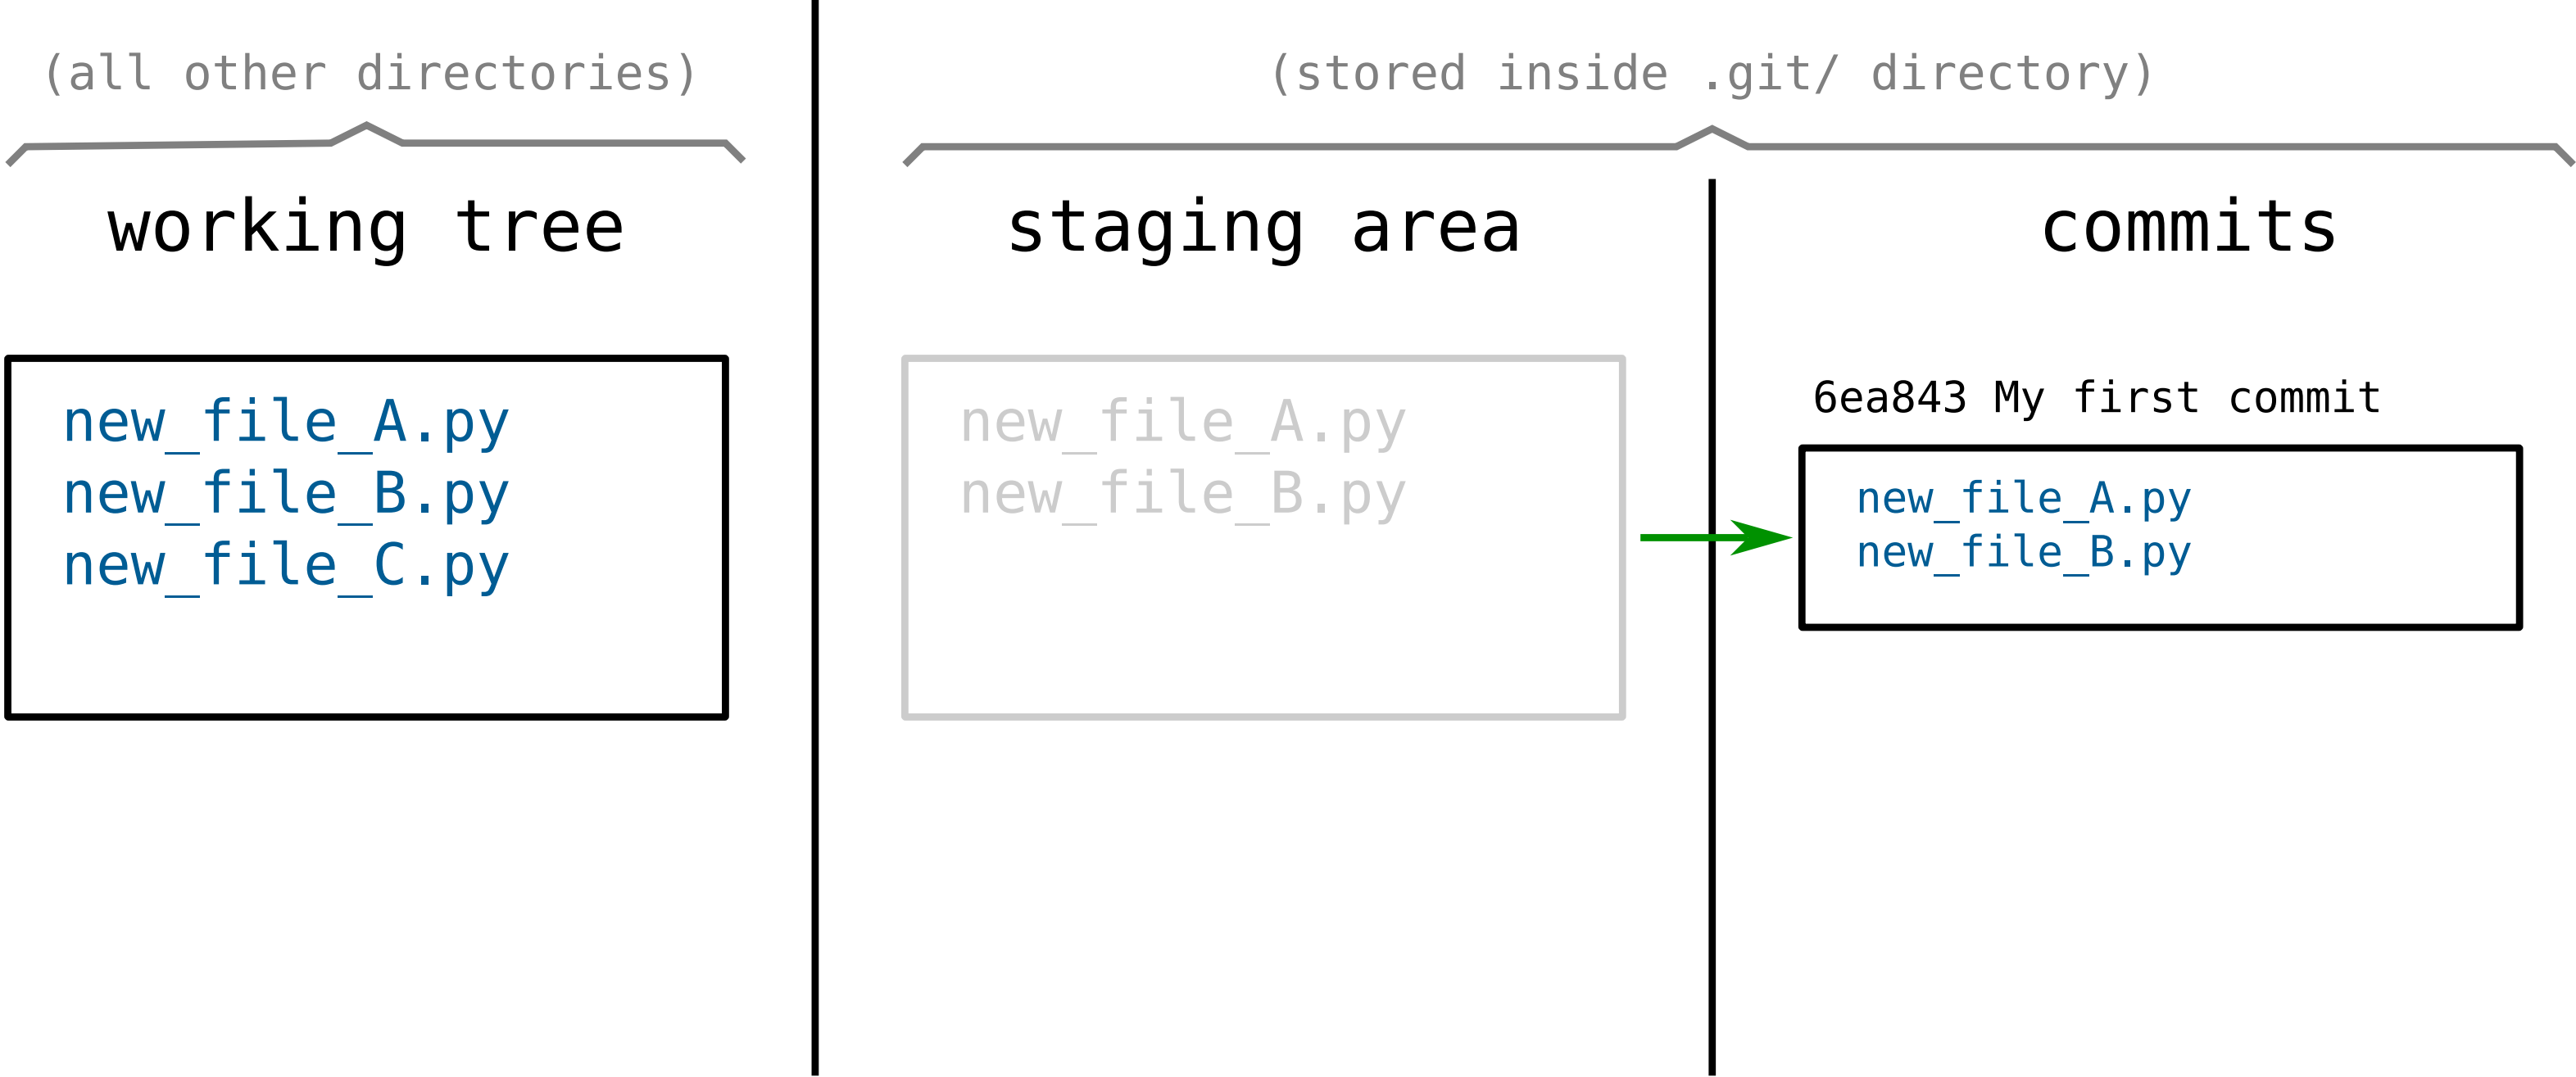 (all other directories)
(stored inside .git/ directory)
working tree
staging area
commits
new_file_A.py
new_file_B.py
new_file_C.py
new_file_A.py
new_file_B.py
6ea843 My first commit
new_file_A.py
new_file_B.py